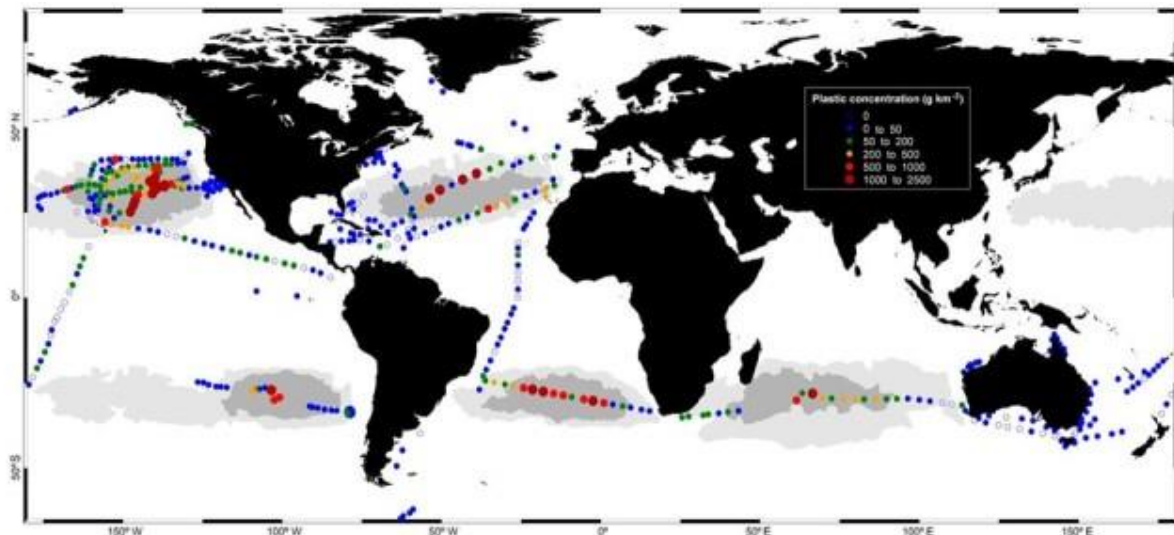 Plastic concentration (g km⁻²)
0
0 to 50
50 to 200
200 to 500
500 to 1000
1000 to 2500
50° N
0°
50° S
150° W
100° W
50° W
0°
50° E
100° E
150° E